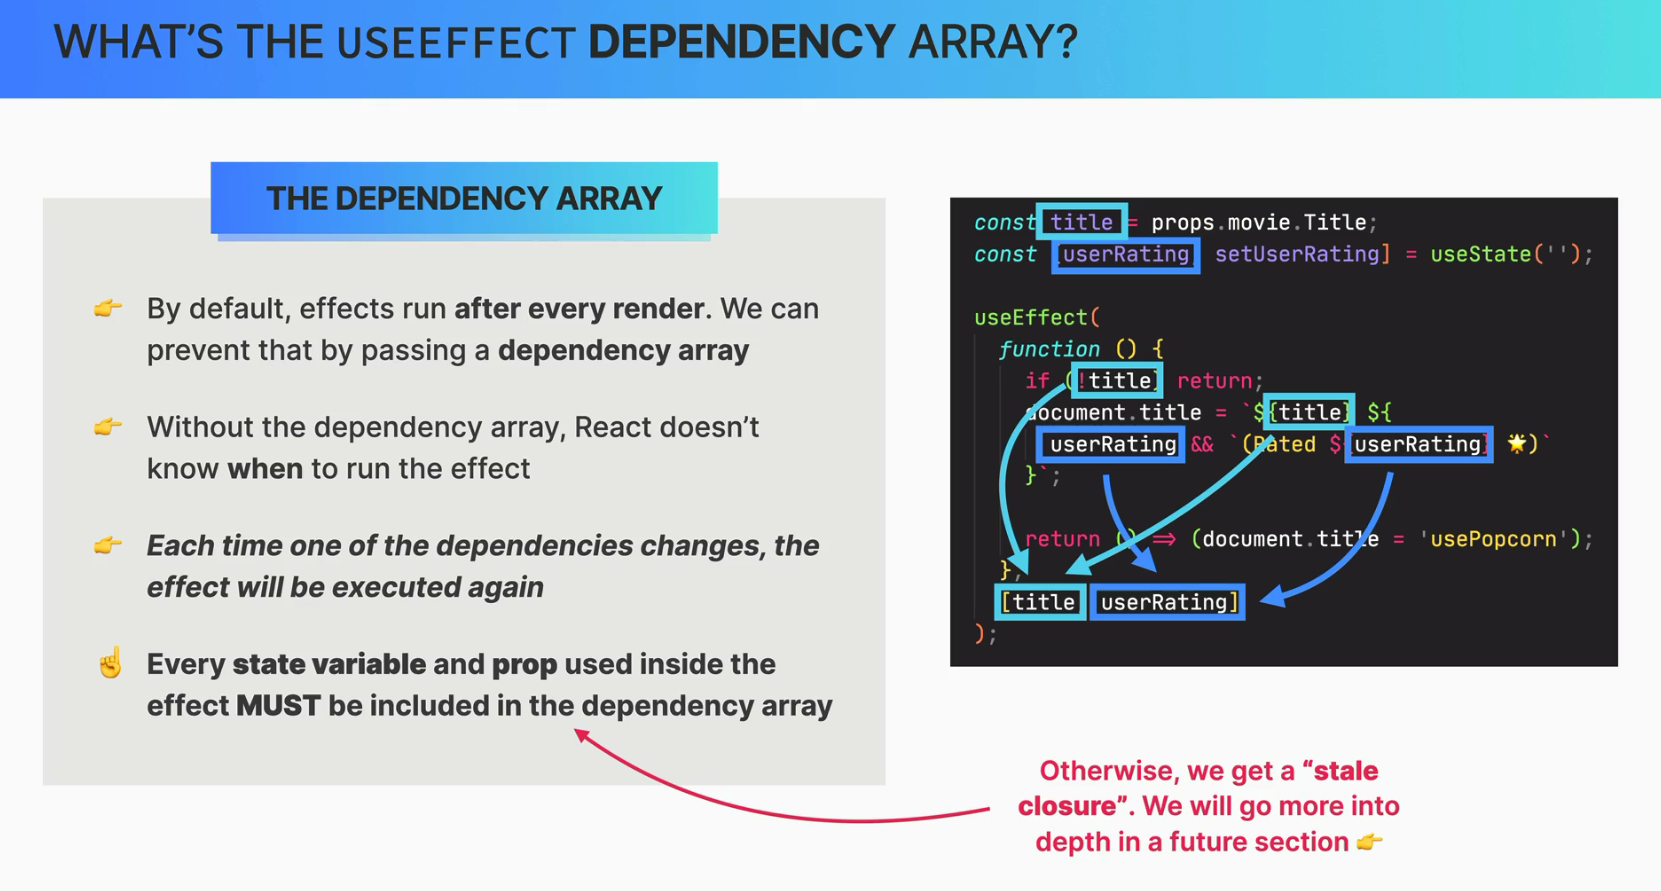 WHAT'S THE USEEFFECT DEPENDENCY ARRAY?
THE DEPENDENCY ARRAY
👉 By default, effects run after every render. We can
prevent that by passing a dependency array
👉 Without the dependency array, React doesn't
know when to run the effect
👉 Each time one of the dependencies changes, the
effect will be executed again
☝️ Every state variable and prop used inside the
effect MUST be included in the dependency array
const title = props.movie.Title;
const [userRating setUserRating] = useState('');
useEffect(
function () {
if (!title) return;
document.title = `${title} ${
userRating && `(Rated ${userRating} 🌟)`
}`;
return () => (document.title = 'usePopcorn');
},
[title userRating]
);
Otherwise, we get a “stale
closure”. We will go more into
depth in a future section 👉